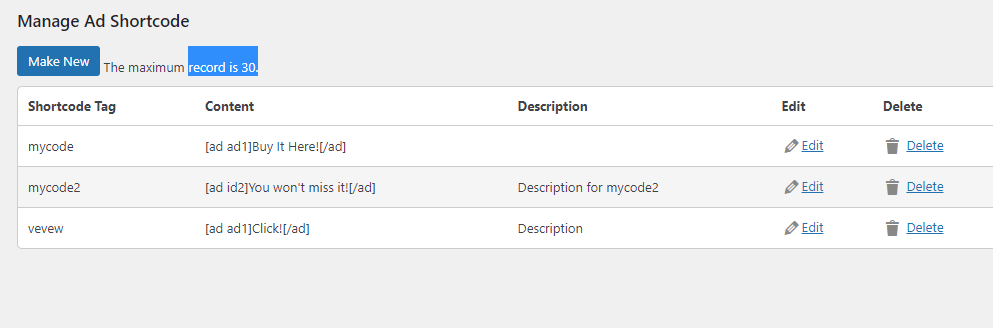 Manage Ad Shortcode
Make New The maximum record is 30.
Shortcode Tag Content Description Edit Delete
mycode [ad ad1]Buy It Here![/ad] Edit Delete
mycode2 [ad id2]You won't miss it![/ad] Description for mycode2 Edit Delete
vevew [ad ad1]Click![/ad] Description Edit Delete